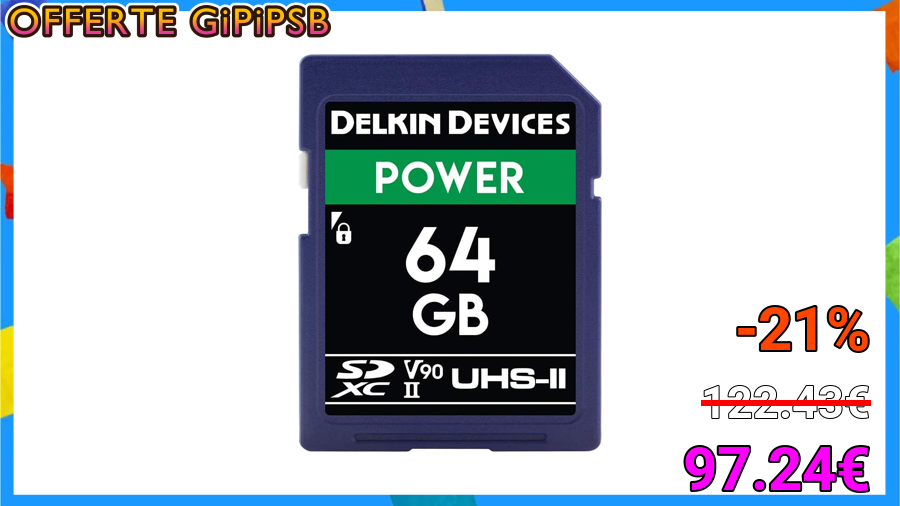 OFFERTE GiPiPSB
DELKIN DEVICES
POWER
64
GB
SD XC V90 II UHS-II
-21%
122.43€
97.24€